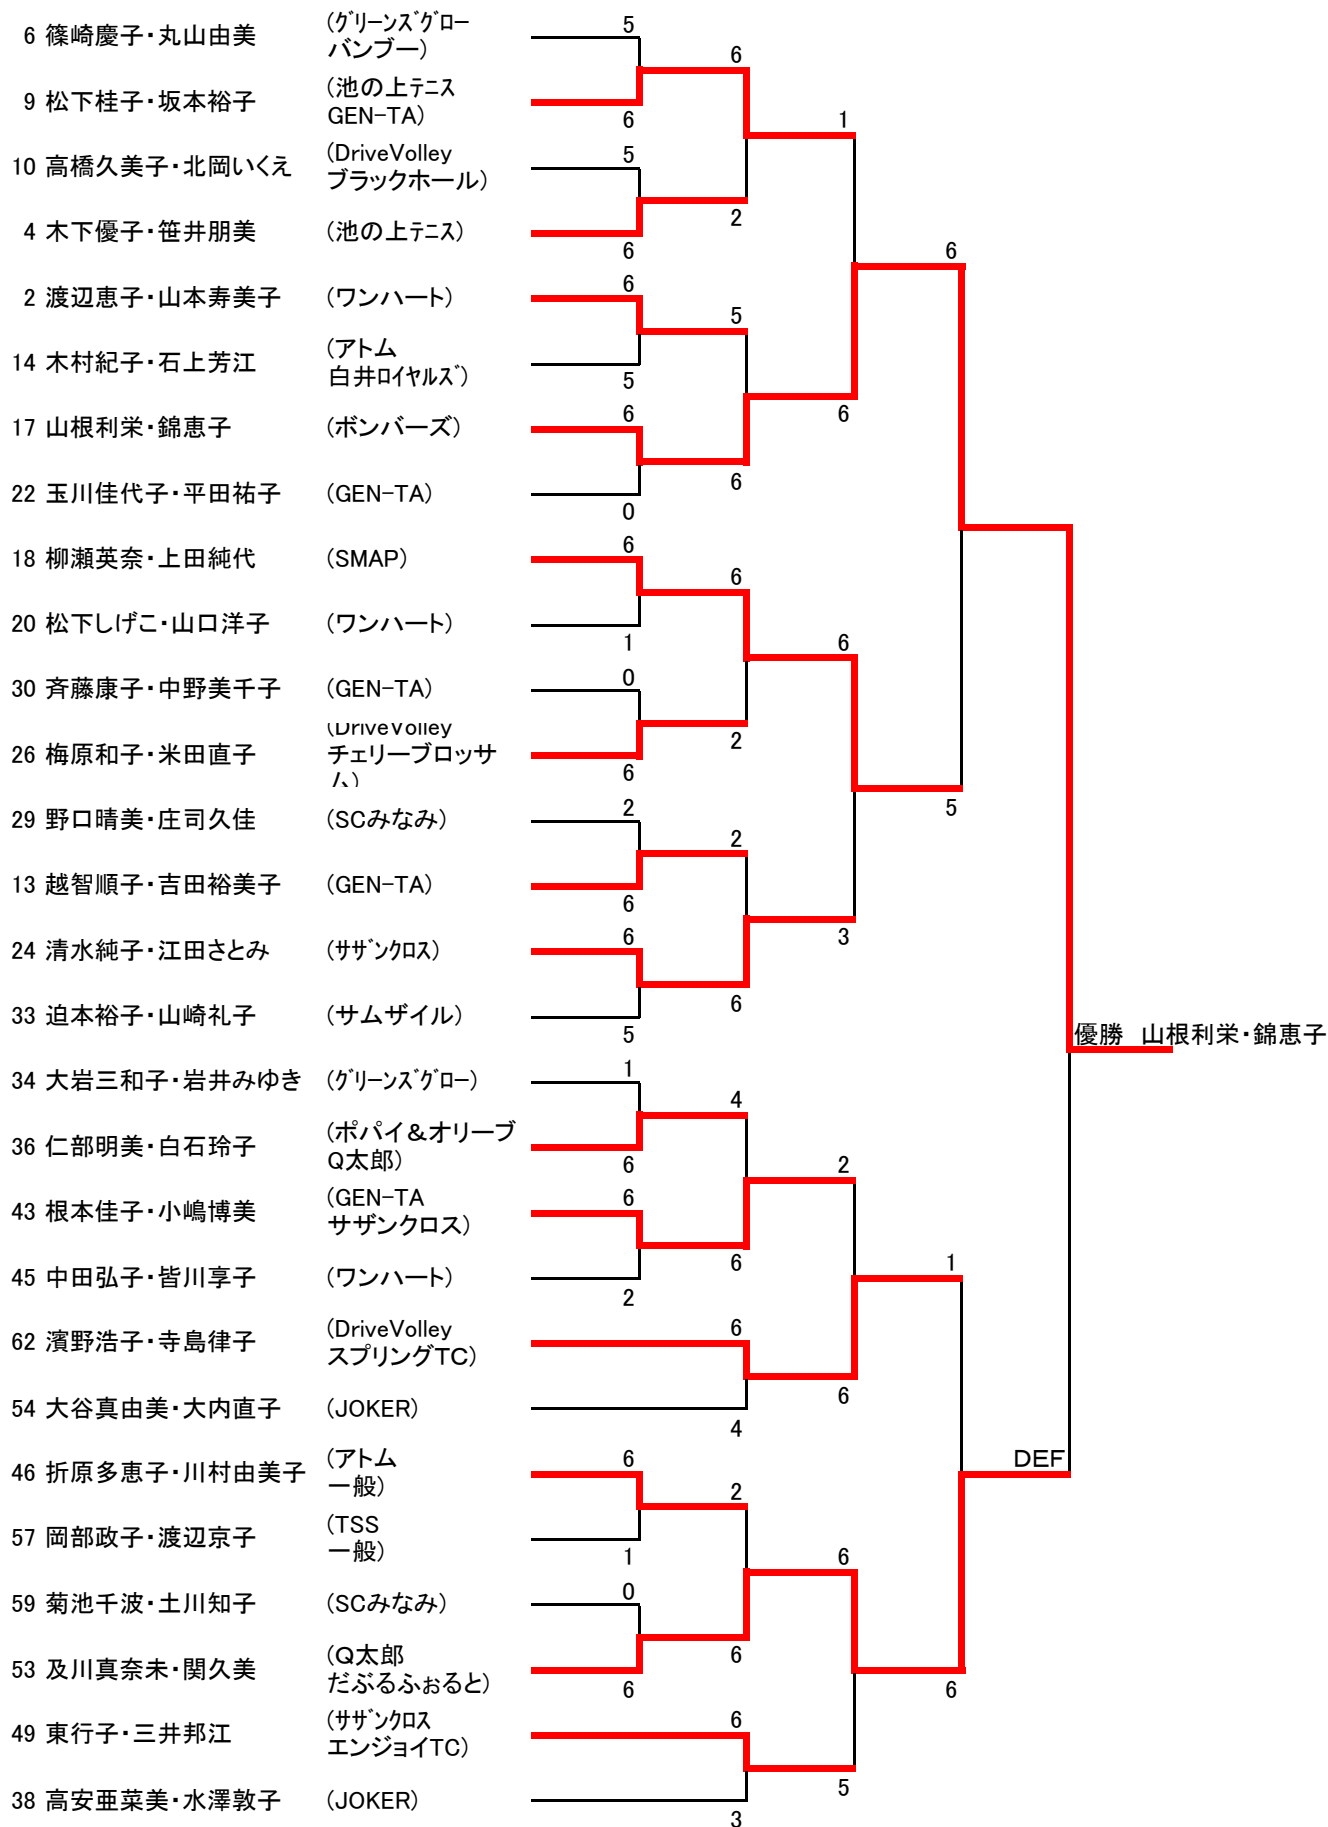 6 篠崎慶子・丸山由美 (ｸﾞﾘｰﾝｽﾞｸﾞﾛｰ
バンブー)
5
6
9 松下桂子・坂本裕子 (池の上ﾃﾆｽ
GEN-TA)
6
1
10 高橋久美子・北岡いくえ (DriveVolley
ブラックホール)
5
4 木下優子・笹井朋美 (池の上ﾃﾆｽ)
2
6
6
2 渡辺恵子・山本寿美子 (ワンハート)
6
5
14 木村紀子・石上芳江 (アトム
白井ﾛｲﾔﾙｽﾞ)
5
17 山根利栄・錦恵子 (ボンバーズ)
6
6
6
22 玉川佳代子・平田祐子 (GEN-TA)
0
18 柳瀬英奈・上田純代 (SMAP)
6
6
20 松下しげこ・山口洋子 (ワンハート)
1
6
30 斉藤康子・中野美千子 (GEN-TA)
0
2
26 梅原和子・米田直子 (DriveVolley
チェリーブロッサ
ム)
6
29 野口晴美・庄司久佳 (SCみなみ)
2
5
2
13 越智順子・吉田裕美子 (GEN-TA)
6
24 清水純子・江田さとみ (ｻｻﾞﾝｸﾛｽ)
6
3
6
33 迫本裕子・山崎礼子 (サムザイル)
5
優勝 山根利栄・錦恵子
34 大岩三和子・岩井みゆき (ｸﾞﾘｰﾝｽﾞｸﾞﾛｰ)
1
4
36 仁部明美・白石玲子 (ポパイ＆オリーブ
Q太郎)
6
2
43 根本佳子・小嶋博美 (GEN-TA
サザンクロス)
6
6
1
45 中田弘子・皆川享子 (ワンハート)
2
62 濱野浩子・寺島律子 (DriveVolley
スプリングTC)
6
6
54 大谷真由美・大内直子 (JOKER)
4
46 折原多恵子・川村由美子 (アトム
一般)
6
DEF
2
57 岡部政子・渡辺京子 (TSS
一般)
1
6
59 菊池千波・土川知子 (SCみなみ)
0
6
53 及川真奈未・関久美 (Q太郎
だぶるふぉると)
6
6
49 東行子・三井邦江 (ｻｻﾞﾝｸﾛｽ
エンジョイTC)
6
5
38 高安亜菜美・水澤敦子 (JOKER)
3